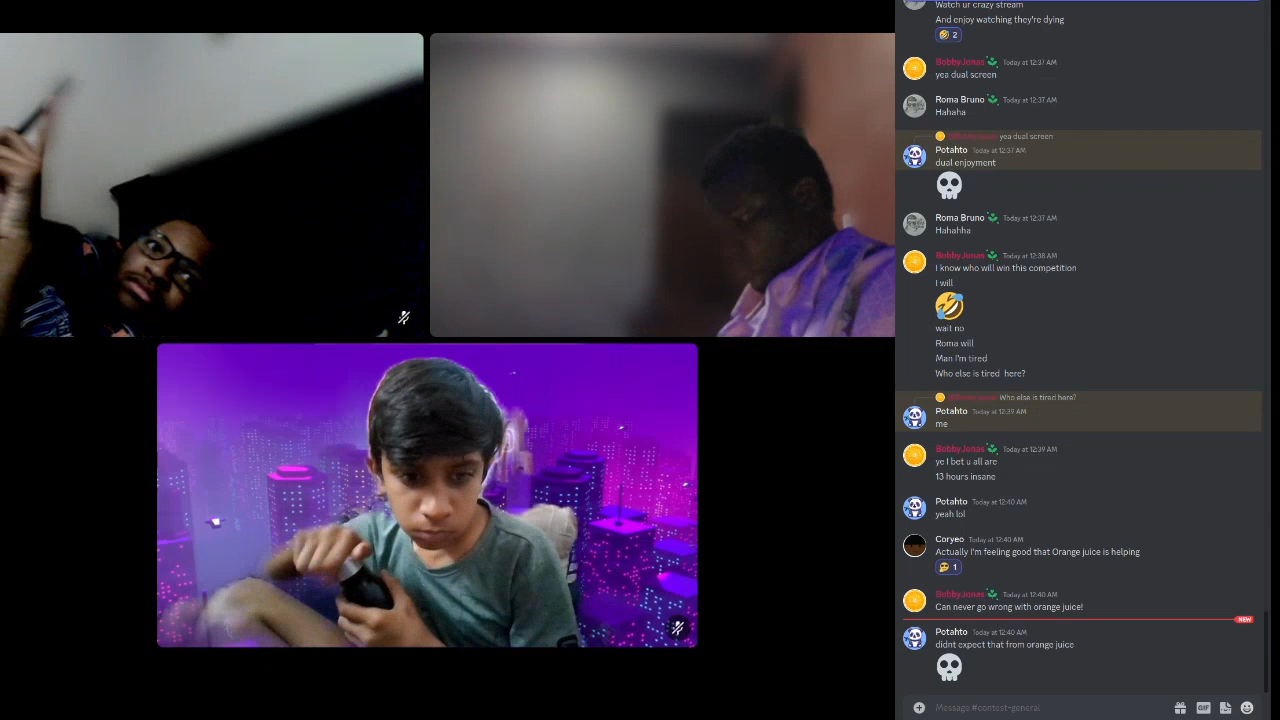 Watch ur crazy stream
And enjoy watching they're dying
2
BobbyJonas Today at 12:37 AM
yea dual screen
Roma Bruno Today at 12:37 AM
Hahaha
yea dual screen
Potahto Today at 12:37 AM
dual enjoyment
Roma Bruno Today at 12:37 AM
Hahahha
BobbyJonas Today at 12:38 AM
I know who will win this competition
I will
wait no
Roma will
Man I'm tired
Who else is tired here?
Who else is tired here?
Potahto Today at 12:39 AM
me
BobbyJonas Today at 12:39 AM
ye I bet u all are
13 hours insane
Potahto Today at 12:40 AM
yeah lol
Coryeo Today at 12:40 AM
Actually I'm feeling good that Orange juice is helping
1
BobbyJonas Today at 12:40 AM
Can never go wrong with orange juice!
NEW
Potahto Today at 12:40 AM
didnt expect that from orange juice
Message #contest-general
GIF